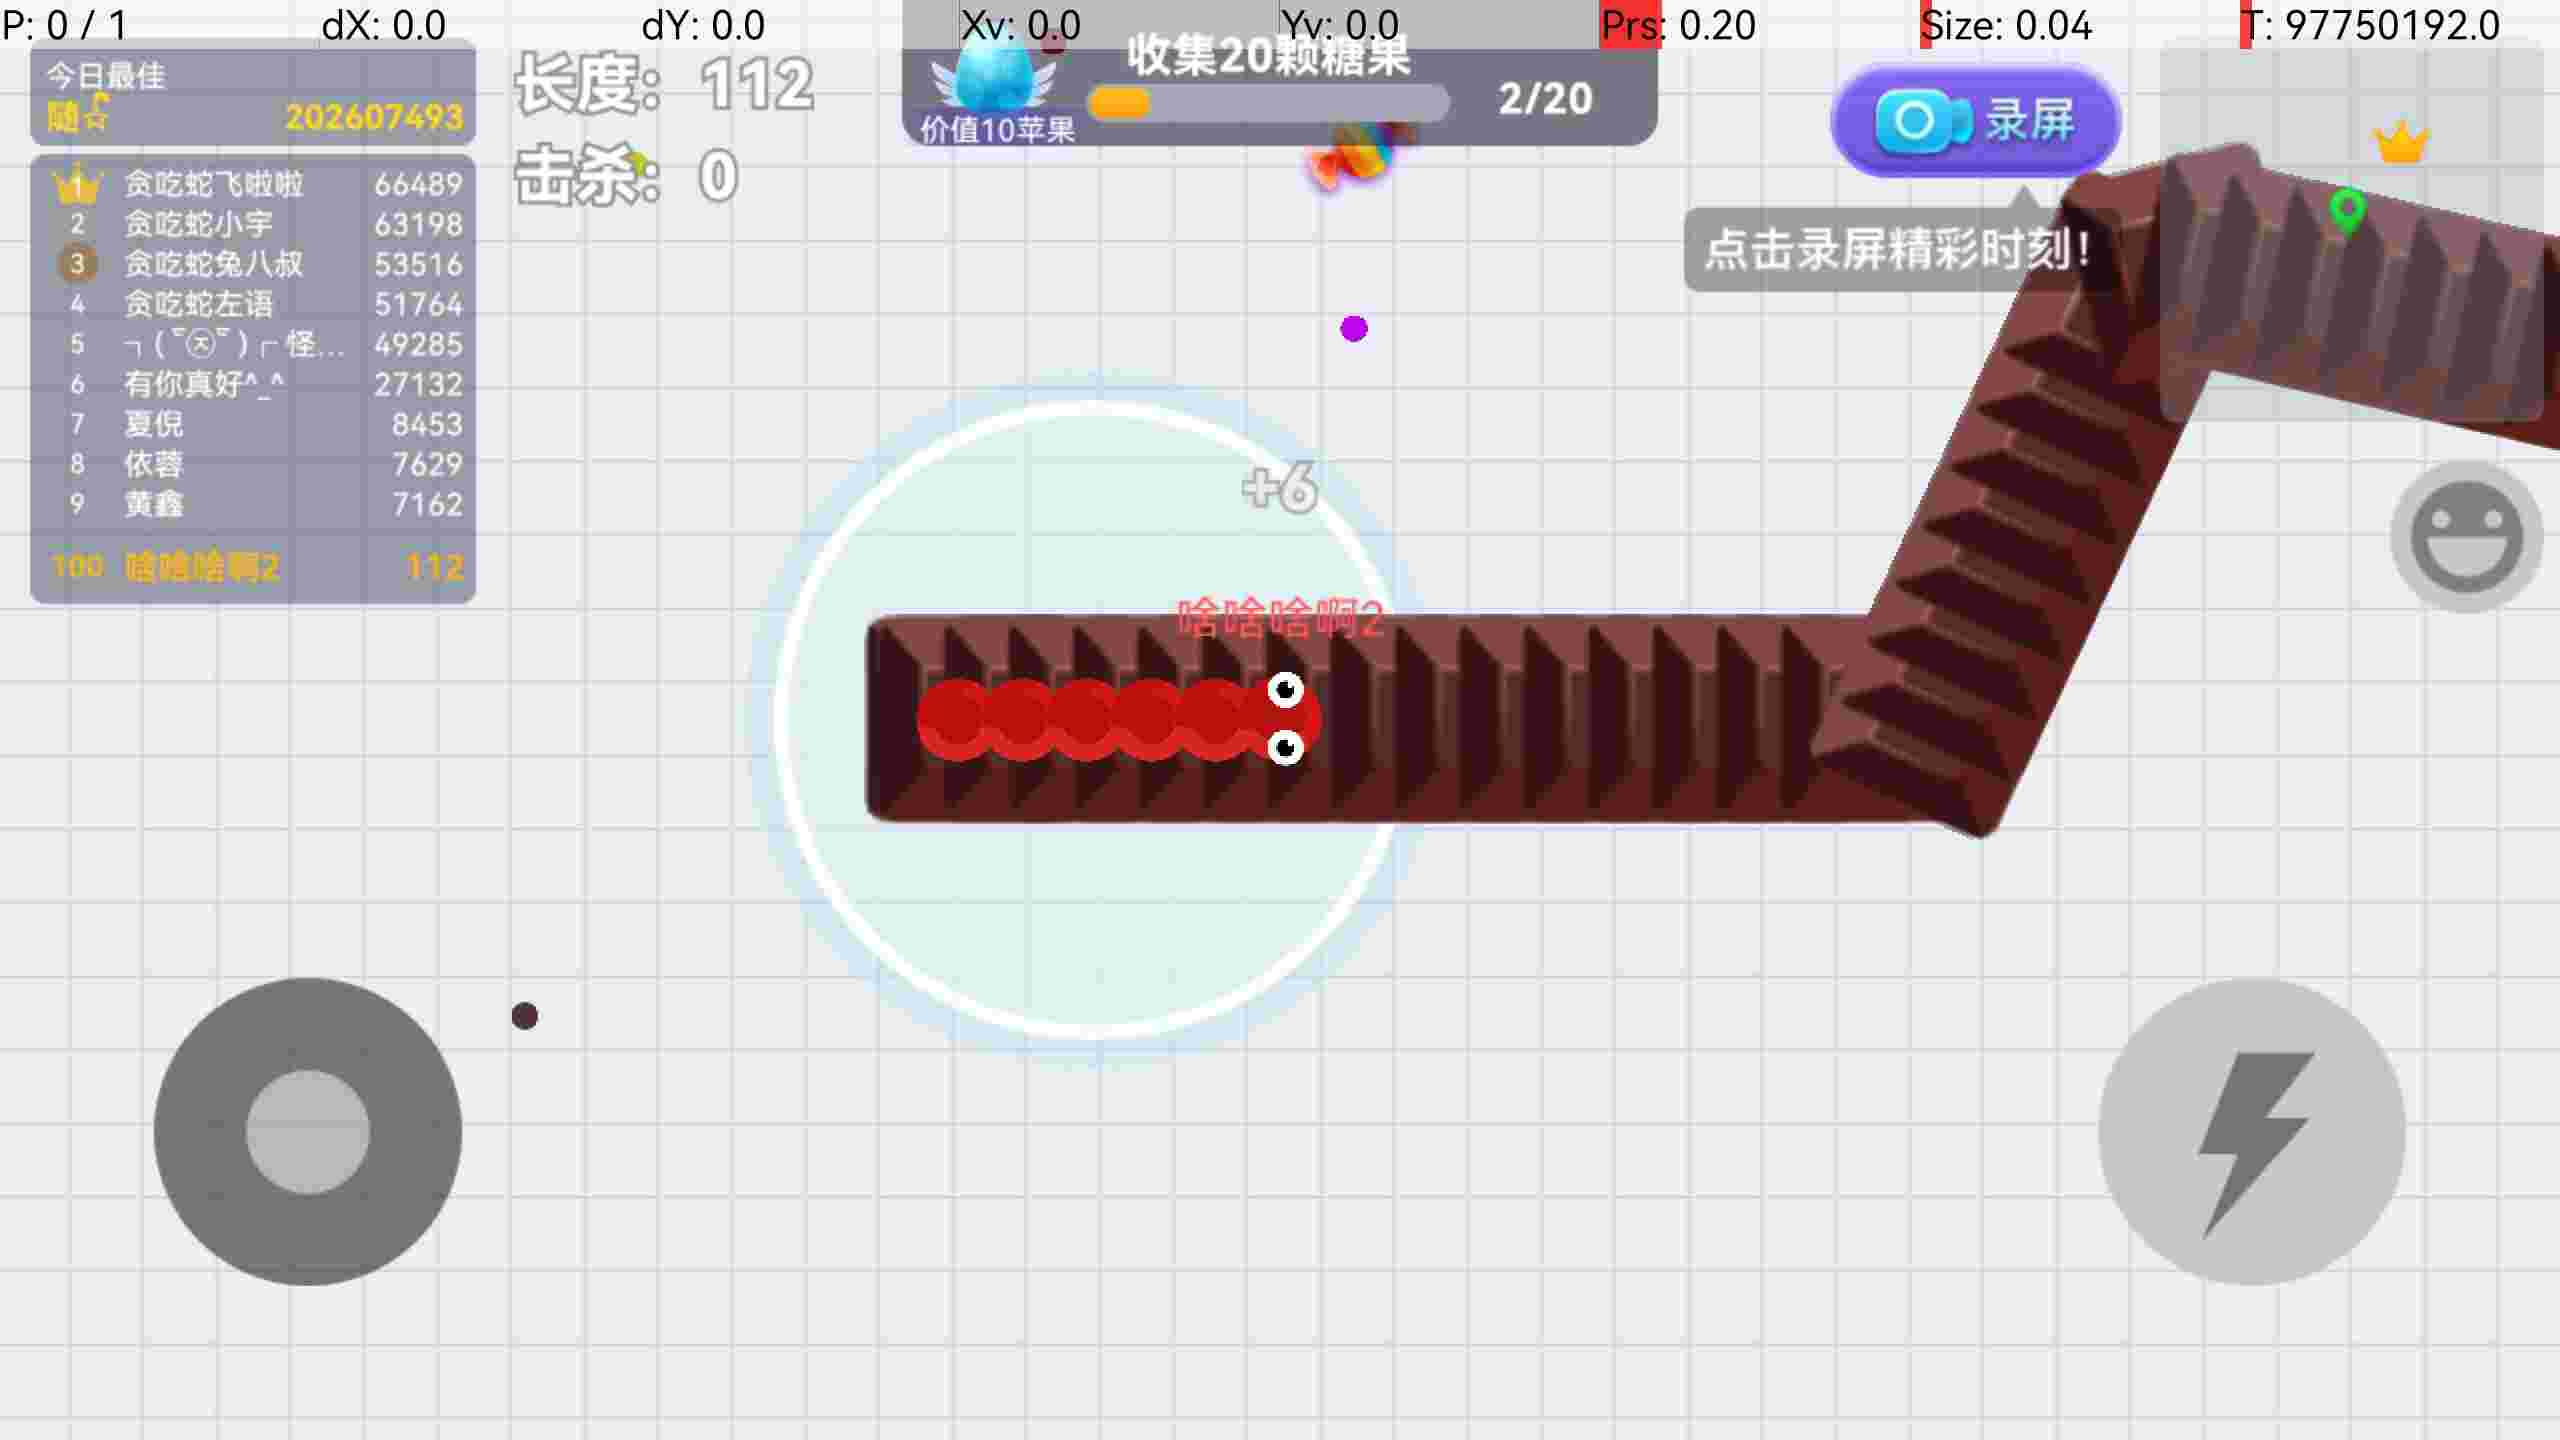 P: 0 / 1 dX: 0.0 dY: 0.0 Xv: 0.0 Yv: 0.0 Prs: 0.20 Size: 0.04 T: 97750192.0
今日最佳
随 202607493
1 贪吃蛇飞啦啦 66489
2 贪吃蛇小宇 63198
3 贪吃蛇兔八叔 53516
4 贪吃蛇左语 51764
5 怪... 49285
6 有你真好^_^ 27132
7 夏倪 8453
8 依蓉 7629
9 黄鑫 7162
100 啥啥啥啊2 112
长度: 112
击杀: 0
收集20颗糖果
2/20
价值10苹果
录屏
点击录屏精彩时刻!
+6
啥啥啥啊2